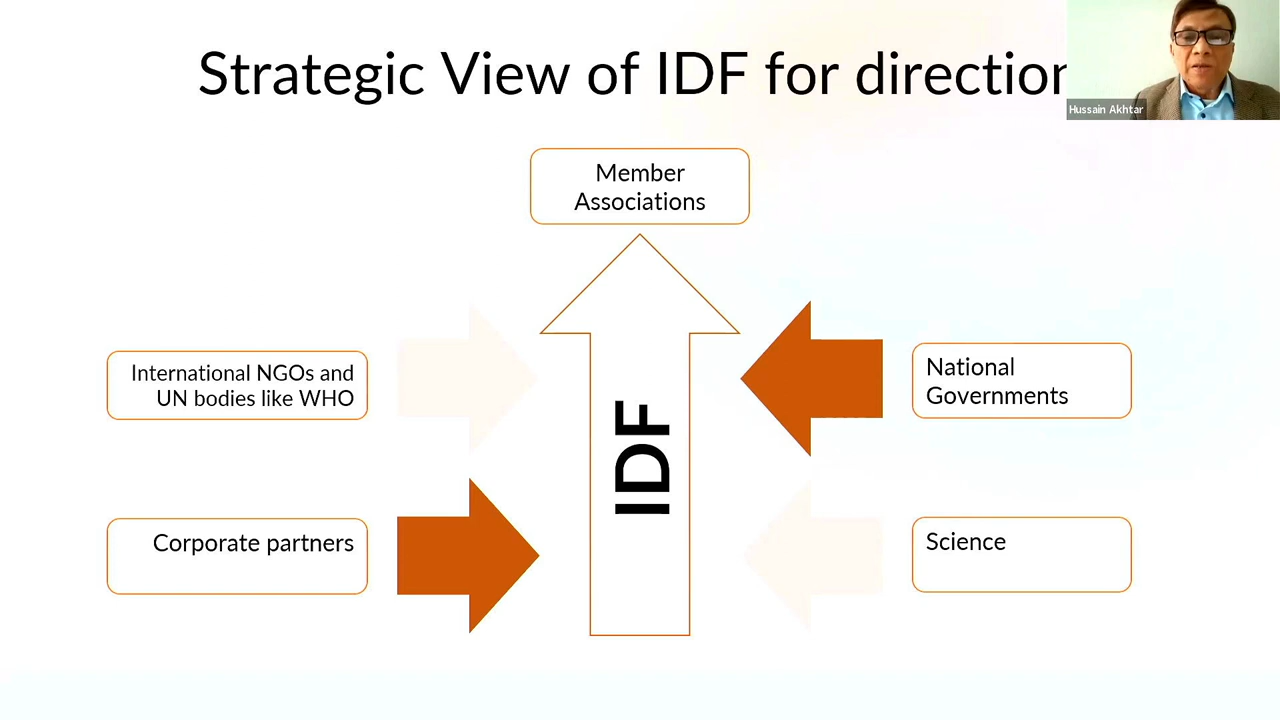 Strategic View of IDF for direction
Hussain Akhtar
Member
Associations
International NGOs and
UN bodies like WHO
National
Governments
IDF
Corporate partners
Science